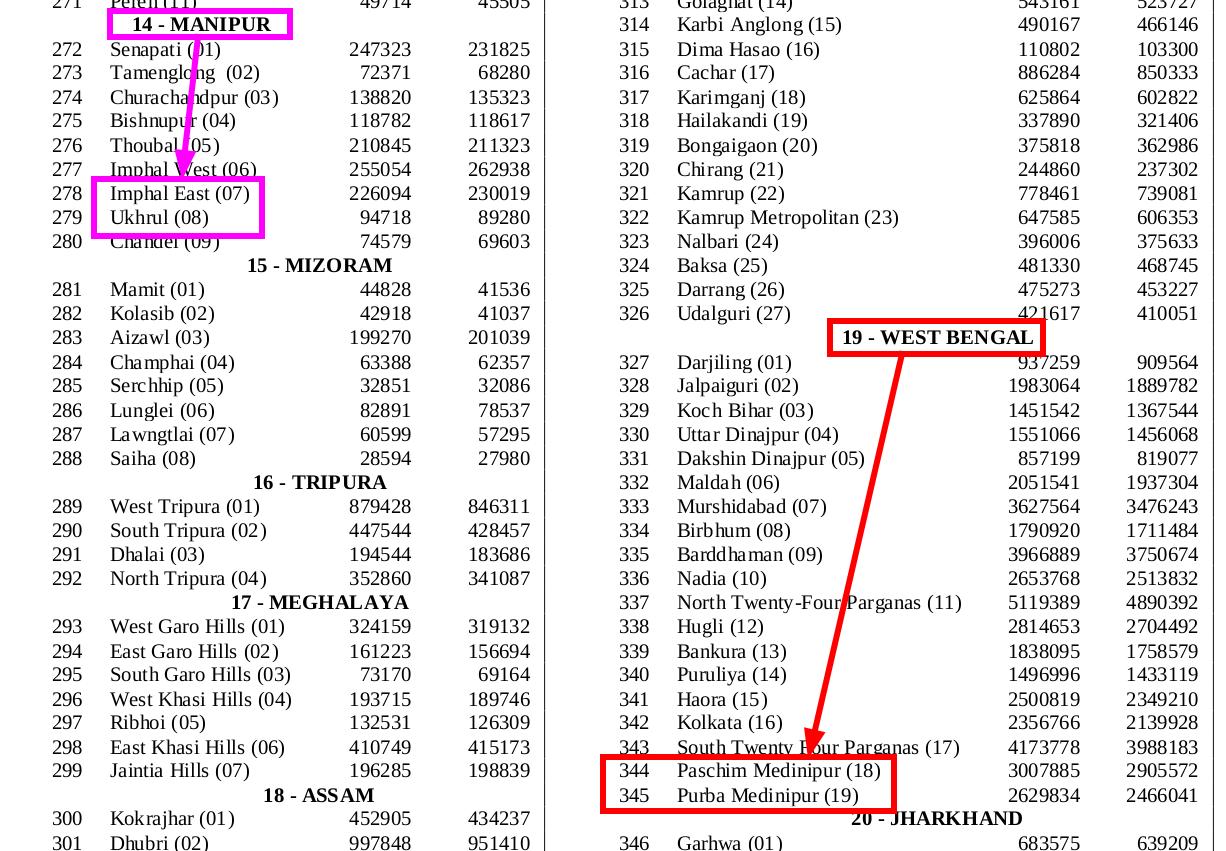 271 Peren (11) 49714 45505
14 - MANIPUR
272 Senapati (01) 247323 231825
273 Tamenglong (02) 72371 68280
274 Churachandpur (03) 138820 135323
275 Bishnupur (04) 118782 118617
276 Thoubal (05) 210845 211323
277 Imphal West (06) 255054 262938
278 Imphal East (07) 226094 230019
279 Ukhrul (08) 94718 89280
280 Chandel (09) 74579 69603
15 - MIZORAM
281 Mamit (01) 44828 41536
282 Kolasib (02) 42918 41037
283 Aizawl (03) 199270 201039
284 Champhai (04) 63388 62357
285 Serchhip (05) 32851 32086
286 Lunglei (06) 82891 78537
287 Lawngtlai (07) 60599 57295
288 Saiha (08) 28594 27980
16 - TRIPURA
289 West Tripura (01) 879428 846311
290 South Tripura (02) 447544 428457
291 Dhalai (03) 194544 183686
292 North Tripura (04) 352860 341087
17 - MEGHALAYA
293 West Garo Hills (01) 324159 319132
294 East Garo Hills (02) 161223 156694
295 South Garo Hills (03) 73170 69164
296 West Khasi Hills (04) 193715 189746
297 Ribhoi (05) 132531 126309
298 East Khasi Hills (06) 410749 415173
299 Jaintia Hills (07) 196285 198839
18 - ASSAM
300 Kokrajhar (01) 452905 434237
301 Dhubri (02) 997848 951410
313 Golaghat (14) 543161 523727
314 Karbi Anglong (15) 490167 466146
315 Dima Hasao (16) 110802 103300
316 Cachar (17) 886284 850333
317 Karimganj (18) 625864 602822
318 Hailakandi (19) 337890 321406
319 Bongaigaon (20) 375818 362986
320 Chirang (21) 244860 237302
321 Kamrup (22) 778461 739081
322 Kamrup Metropolitan (23) 647585 606353
323 Nalbari (24) 396006 375633
324 Baksa (25) 481330 468745
325 Darrang (26) 475273 453227
326 Udalguri (27) 421617 410051
19 - WEST BENGAL
327 Darjiling (01) 937259 909564
328 Jalpaiguri (02) 1983064 1889782
329 Koch Bihar (03) 1451542 1367544
330 Uttar Dinajpur (04) 1551066 1456068
331 Dakshin Dinajpur (05) 857199 819077
332 Maldah (06) 2051541 1937304
333 Murshidabad (07) 3627564 3476243
334 Birbhum (08) 1790920 1711484
335 Barddhaman (09) 3966889 3750674
336 Nadia (10) 2653768 2513832
337 North Twenty-Four Parganas (11) 5119389 4890392
338 Hugli (12) 2814653 2704492
339 Bankura (13) 1838095 1758579
340 Puruliya (14) 1496996 1433119
341 Haora (15) 2500819 2349210
342 Kolkata (16) 2356766 2139928
343 South Twenty Four Parganas (17) 4173778 3988183
344 Paschim Medinipur (18) 3007885 2905572
345 Purba Medinipur (19) 2629834 2466041
20 - JHARKHAND
346 Garhwa (01) 683575 639209